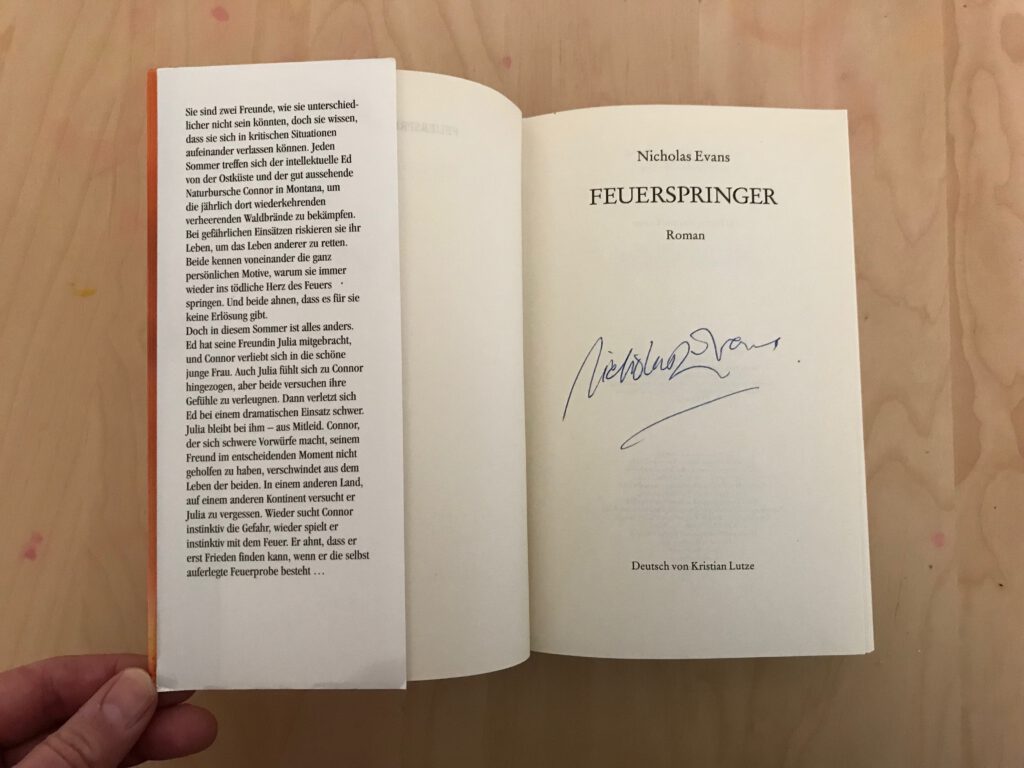 Sie sind zwei Freunde, wie sie unterschied-
licher nicht sein könnten, doch sie wissen,
dass sie sich in kritischen Situationen
aufeinander verlassen können. Jeden
Sommer treffen sich der intellektuelle Ed
von der Ostküste und der gut aussehende
Naturbursche Connor in Montana, um
die jährlich dort wiederkehrenden
verheerenden Waldbrände zu bekämpfen.
Bei gefährlichen Einsätzen riskieren sie ihr
Leben, um das Leben anderer zu retten.
Beide kennen voneinander die ganz
persönlichen Motive, warum sie immer
wieder ins tödliche Herz des Feuers
springen. Und beide ahnen, dass es für sie
keine Erlösung gibt.
Doch in diesem Sommer ist alles anders.
Ed hat seine Freundin Julia mitgebracht,
und Connor verliebt sich in die schöne
junge Frau. Auch Julia fühlt sich zu Connor
hingezogen, aber beide versuchen ihre
Gefühle zu verleugnen. Dann verletzt sich
Ed bei einem dramatischen Einsatz schwer.
Julia bleibt bei ihm – aus Mitleid. Connor,
der sich schwere Vorwürfe macht, seinem
Freund im entscheidenden Moment nicht
geholfen zu haben, verschwindet aus dem
Leben der beiden. In einem anderen Land,
auf einem anderen Kontinent versucht er
Julia zu vergessen. Wieder sucht Connor
instinktiv die Gefahr, wieder spielt er
instinktiv mit dem Feuer. Er ahnt, dass er
erst Frieden finden kann, wenn er die selbst
auferlegte Feuerprobe besteht …
Nicholas Evans
FEUERSPRINGER
Roman
Nicholas Evans
Deutsch von Kristian Lutze